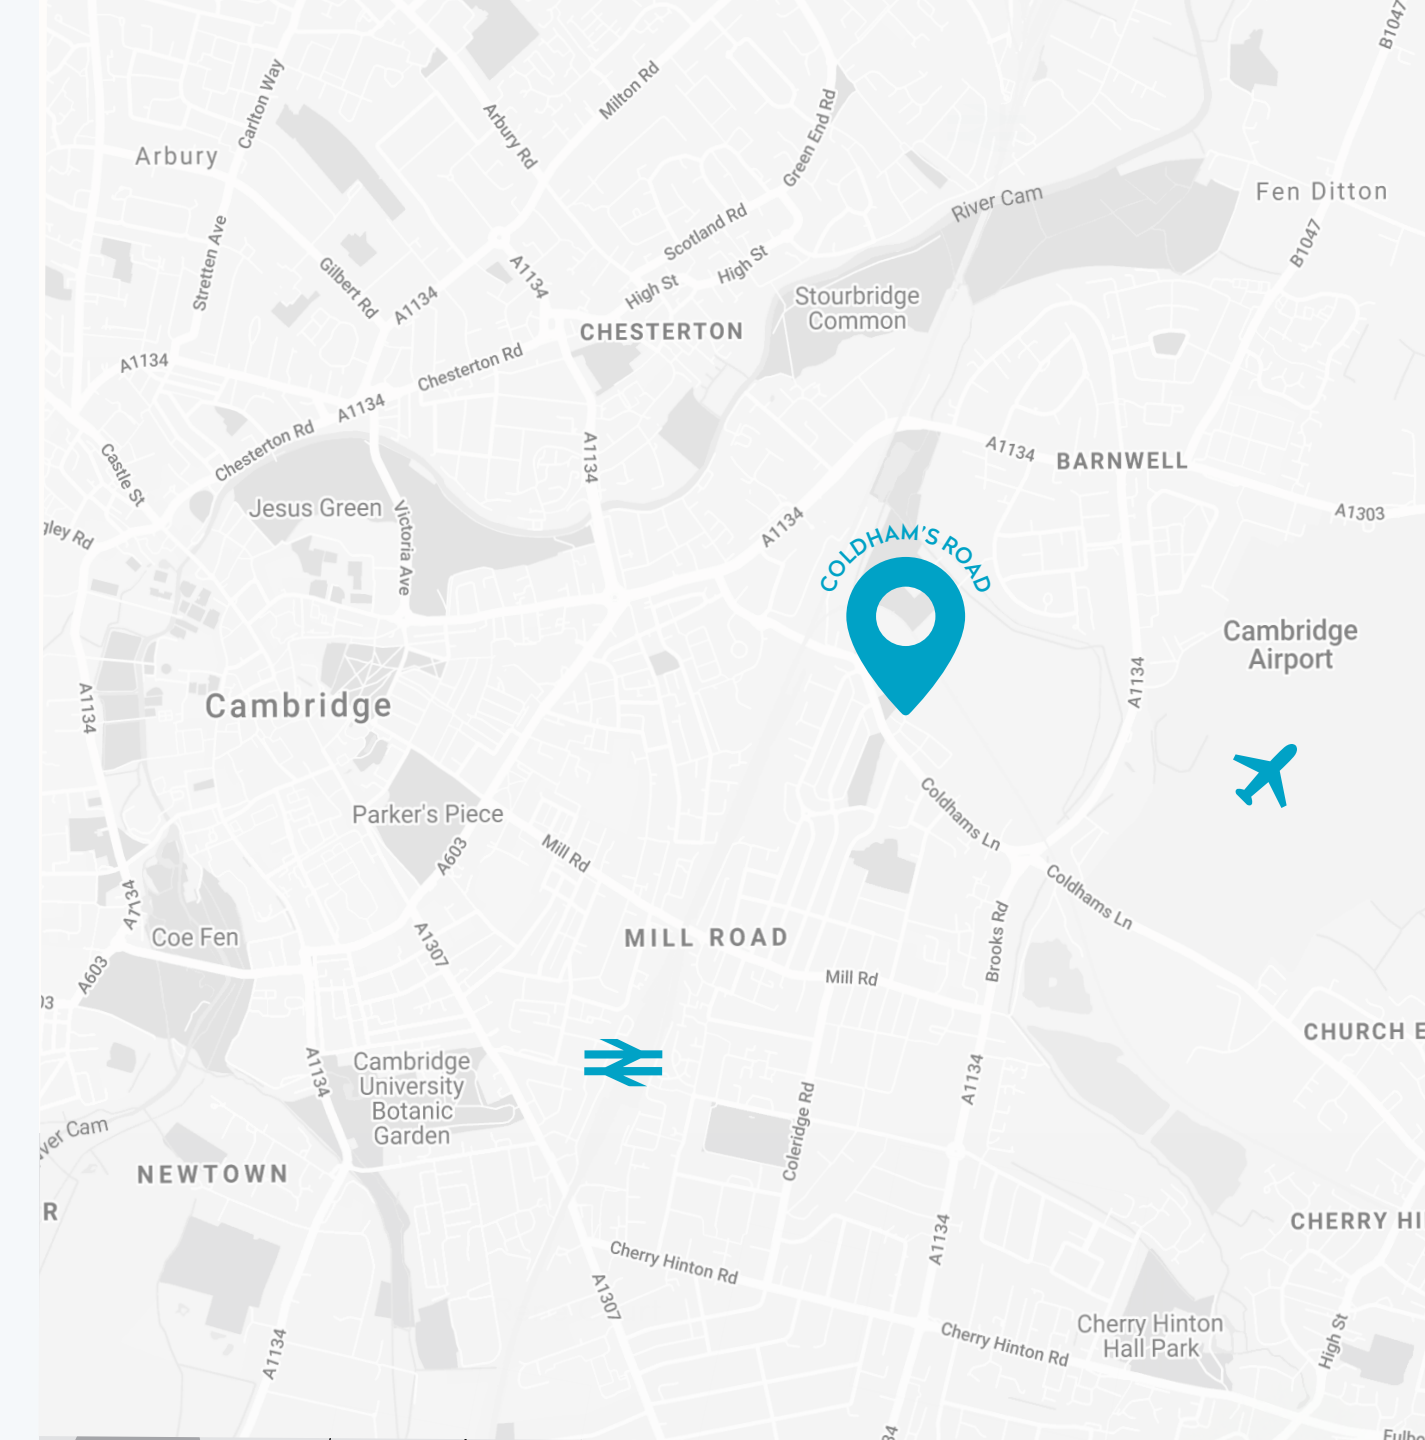 B1047
Carlton Way
Milton Rd
Arbury Rd
Green End Rd
Arbury
River Cam
Fen Ditton
Stretten Ave
Scotland Rd
B1047
Gilbert Rd
A1134
A1134
High St
High St
Stourbridge
Common
CHESTERTON
A1134
Chesterton Rd
A1134
Chesterton Rd
A1134
A1134
BARNWELL
Castle St
Jesus Green
Victoria Ave
A1134
A1303
gley Rd
COLDHAM'S ROAD
Cambridge
Airport
A1134
A1134
Cambridge
Parker's Piece
Coldhams Ln
A603
Mill Rd
A1134
Coldhams Ln
Coe Fen
A1307
MILL ROAD
Brooks Rd
A603
Mill Rd
03
CHURCH E
Cambridge
University
Botanic
Garden
A1134
A1134
Coleridge Rd
ver Cam
NEWTOWN
R
CHERRY HI
A1134
Cherry Hinton Rd
A1307
Cherry Hinton
Hall Park
Cherry Hinton Rd
High St
A1134
34
Fulbo